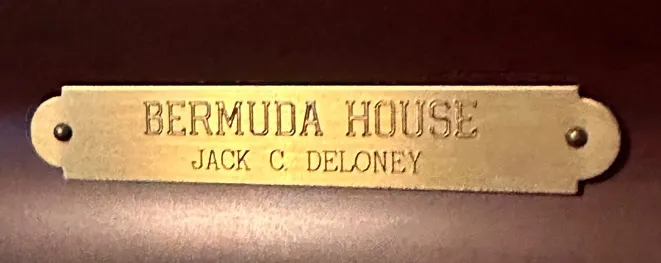 BERMUDA HOUSE
JACK C. DELONEY